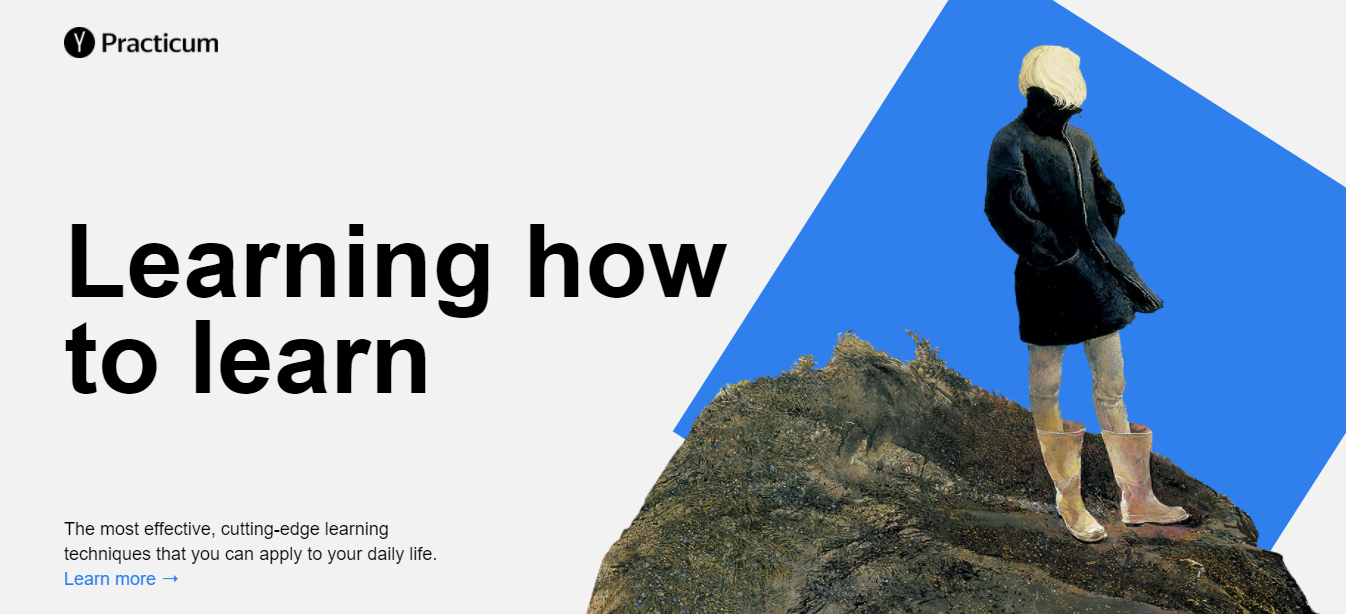 Y Practicum
Learning how
to learn
The most effective, cutting-edge learning
techniques that you can apply to your daily life.
Learn more →